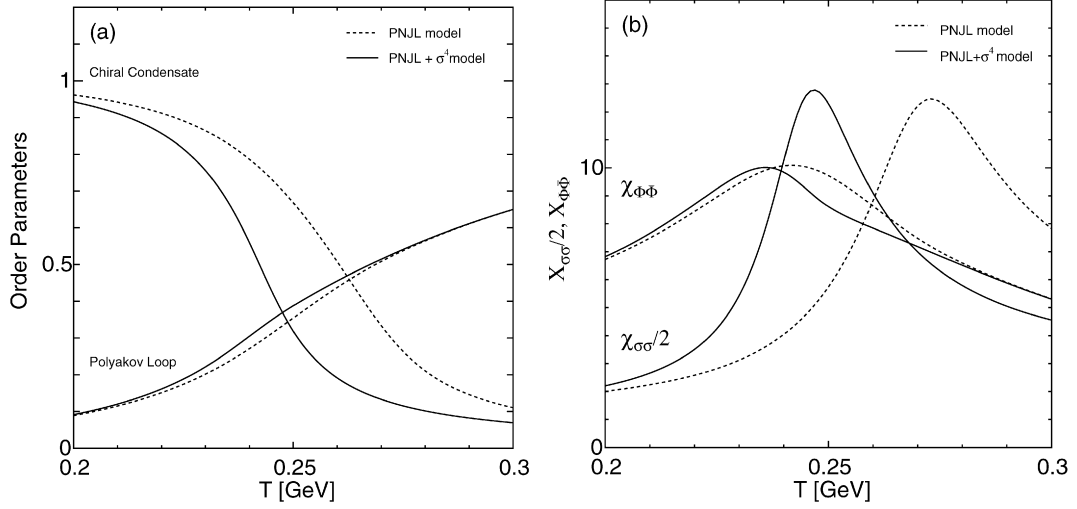 (a)
PNJL model
PNJL + σ⁴model
Chiral Condensate
Polyakov Loop
Order Parameters
1
0.5
0
0.2
0.25
0.3
T [GeV]
(b)
PNJL model
PNJL+σ⁴ model
χΦΦ̄
χσσ/2
Χσσ/2, ΧΦΦ̄
10
0
0.2
0.25
0.3
T [GeV]